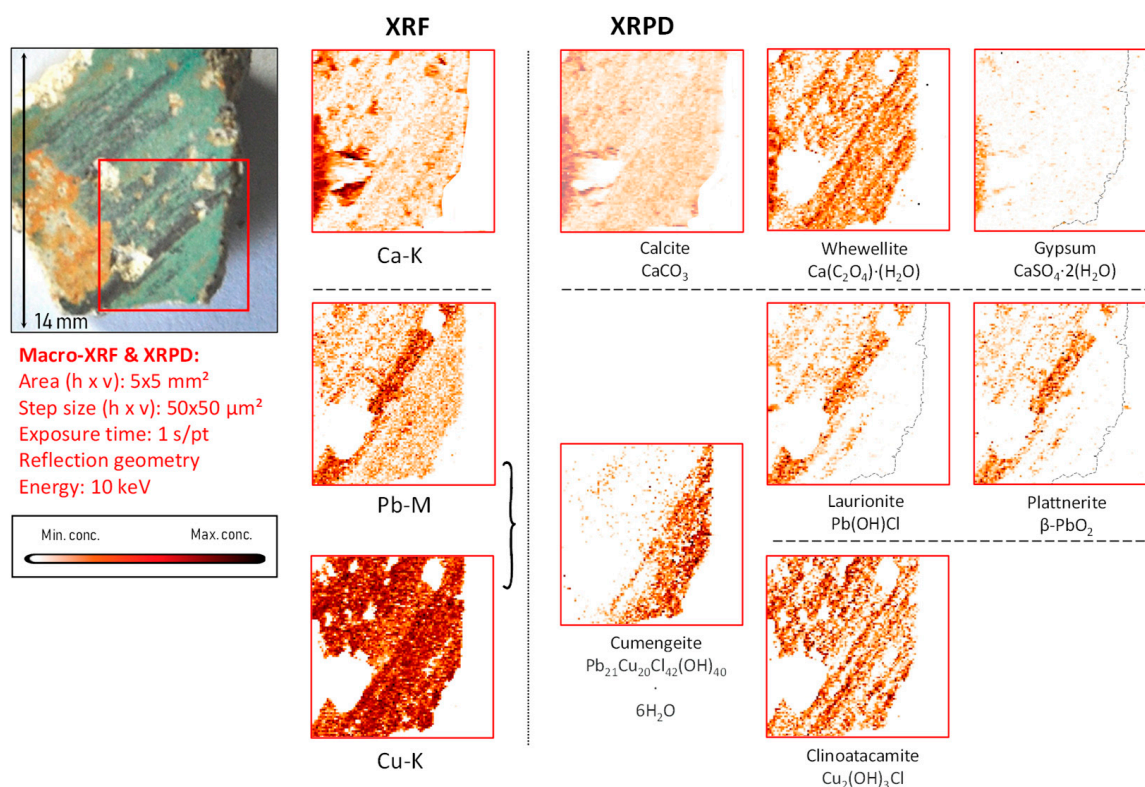 XRF
XRPD
14 mm
Macro-XRF & XRPD:
Area (h x v): 5x5 mm²
Step size (h x v): 50x50 µm²
Exposure time: 1 s/pt
Reflection geometry
Energy: 10 keV
Min. conc. Max. conc.
Ca-K
Calcite
CaCO₃
Whewellite
Ca(C₂O₄)·(H₂O)
Gypsum
CaSO₄·2(H₂O)
Pb-M
Laurionite
Pb(OH)Cl
Plattnerite
β-PbO₂
Cumengeite
Pb₂₁Cu₂₀Cl₄₂(OH)₄₀
·
6H₂O
Cu-K
Clinoatacamite
Cu₂(OH)₃Cl